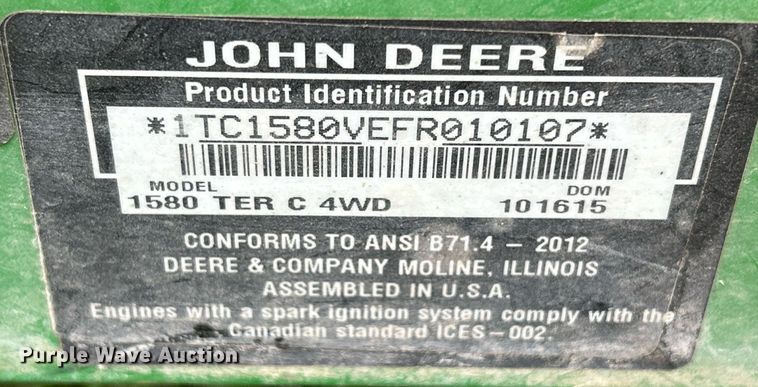 JOHN DEERE
Product Identification Number
*1TC1580VEFR010107*
MODEL DOM
1580 TER C 4WD 101615
CONFORMS TO ANSI B71.4 – 2012
DEERE & COMPANY MOLINE, ILLINOIS
ASSEMBLED IN U.S.A.
Engines with a spark ignition system comply with the
Canadian standard ICES – 002.
Purple Wave Auction